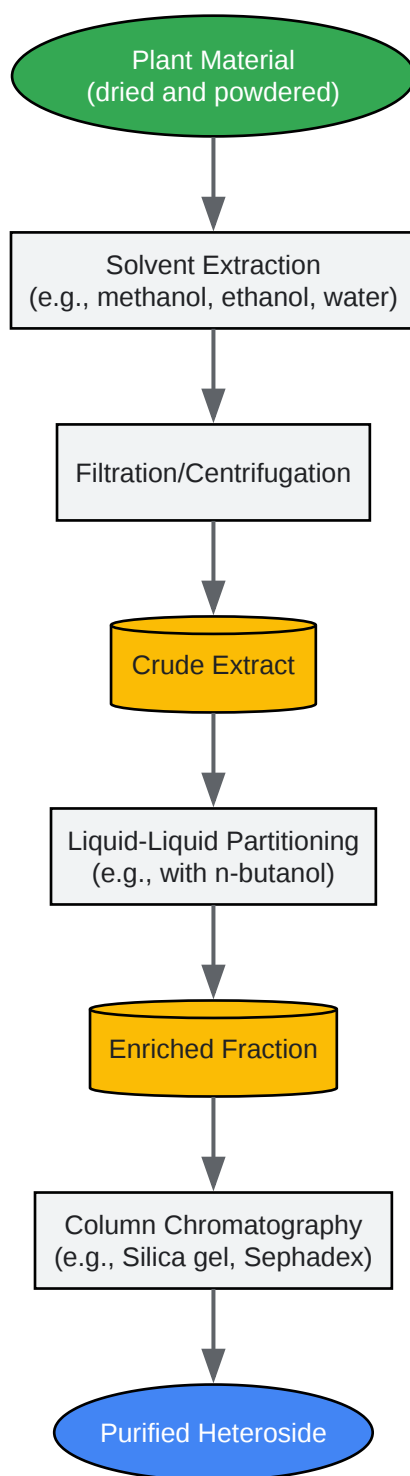 Plant Material
(dried and powdered)
Solvent Extraction
(e.g., methanol, ethanol, water)
Filtration/Centrifugation
Crude Extract
Liquid-Liquid Partitioning
(e.g., with n-butanol)
Enriched Fraction
Column Chromatography
(e.g., Silica gel, Sephadex)
Purified Heteroside